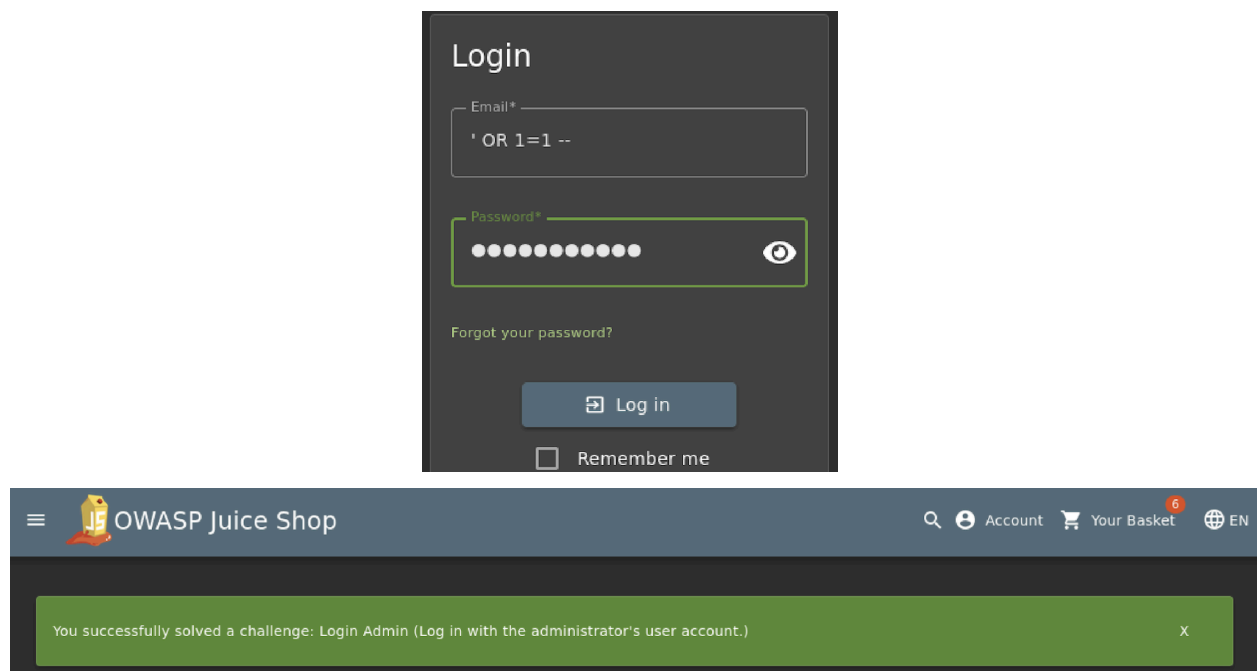 Login
Email*
' OR 1=1 --
Password*
Forgot your password?
Log in
Remember me
JS OWASP Juice Shop Account Your Basket 6 EN
You successfully solved a challenge: Login Admin (Log in with the administrator's user account.) X